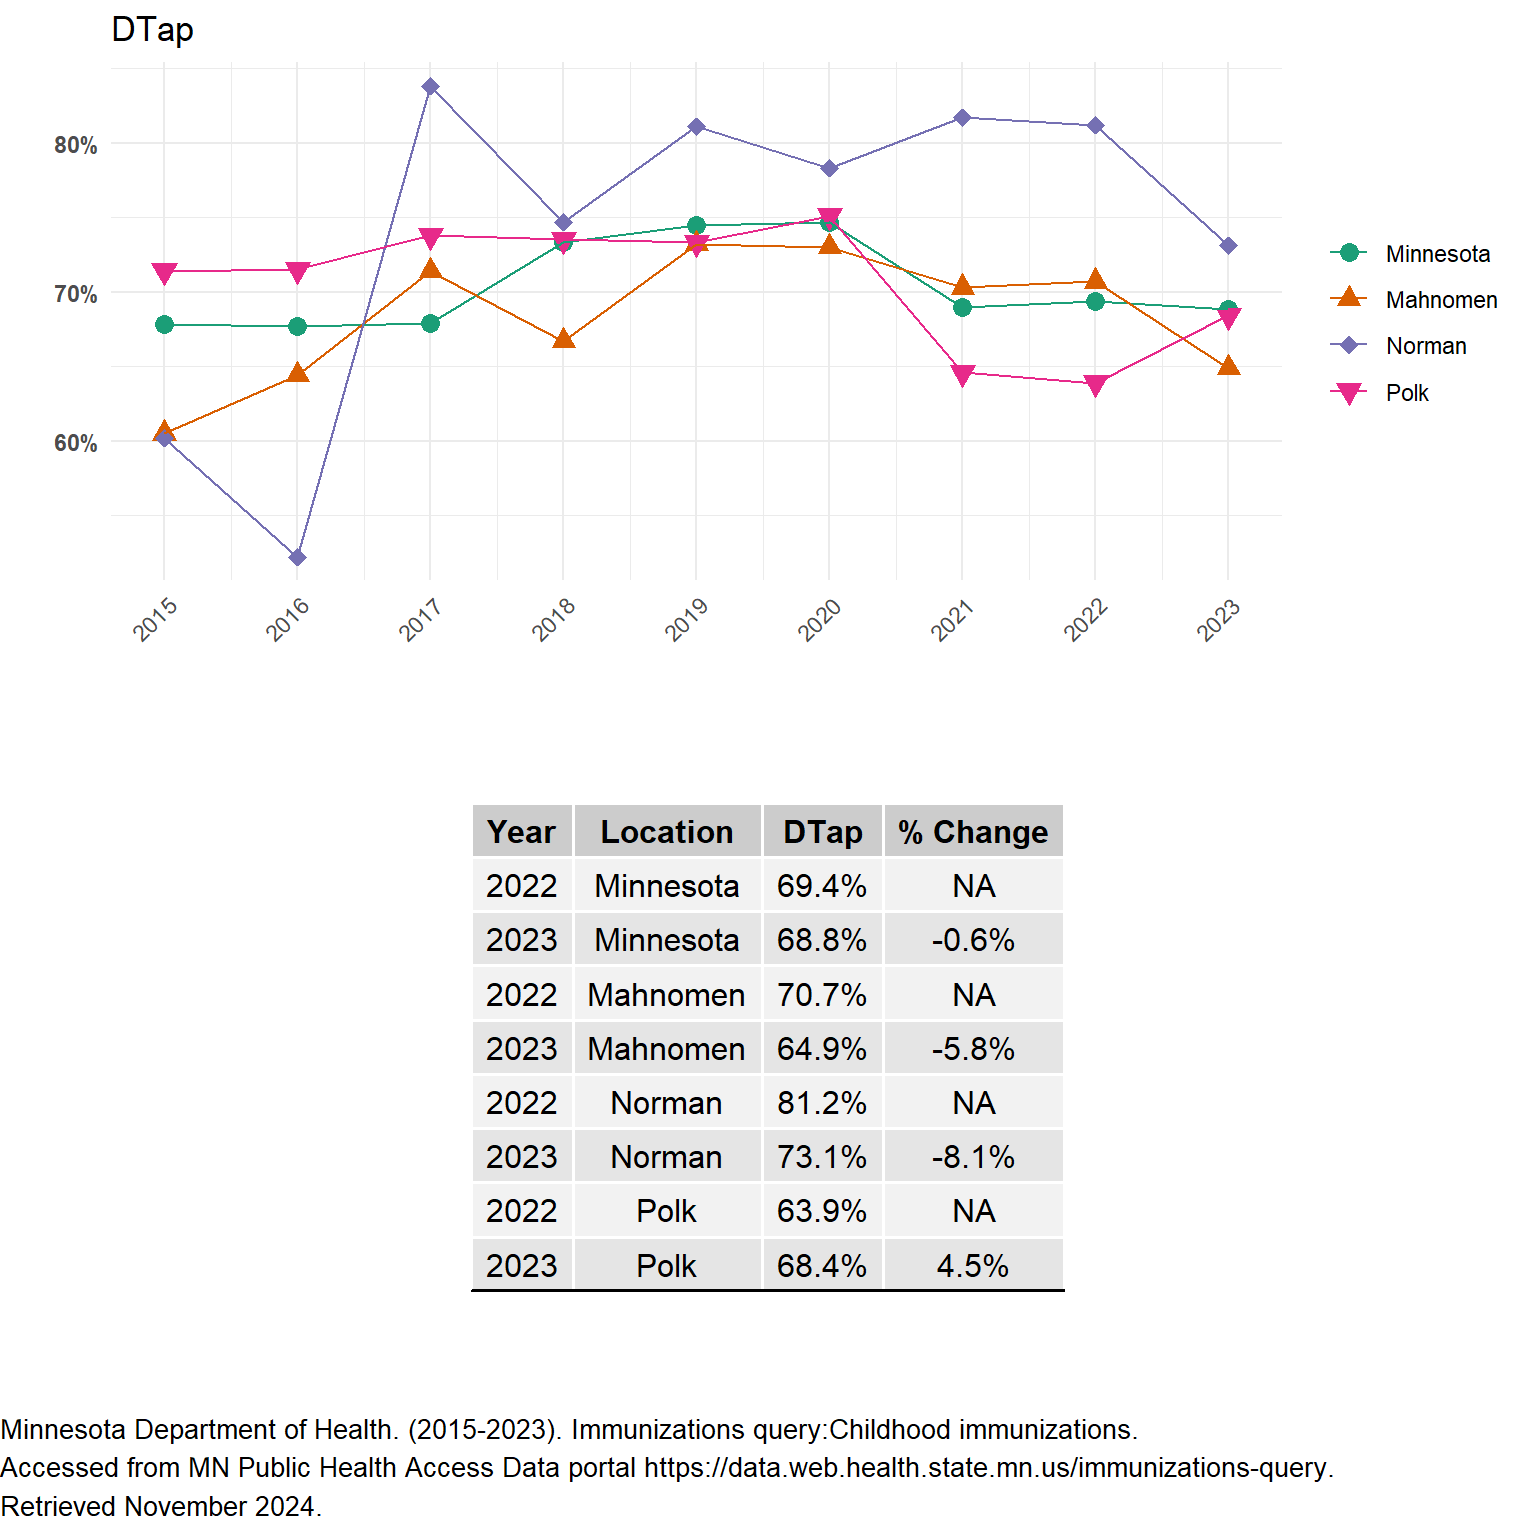 DTap
80%
70%
60%
2015 2016 2017 2018 2019 2020 2021 2022 2023
Minnesota
Mahnomen
Norman
Polk
Year Location DTap % Change
2022 Minnesota 69.4% NA
2023 Minnesota 68.8% -0.6%
2022 Mahnomen 70.7% NA
2023 Mahnomen 64.9% -5.8%
2022 Norman 81.2% NA
2023 Norman 73.1% -8.1%
2022 Polk 63.9% NA
2023 Polk 68.4% 4.5%
Minnesota Department of Health. (2015-2023). Immunizations query:Childhood immunizations.
Accessed from MN Public Health Access Data portal https://data.web.health.state.mn.us/immunizations-query.
Retrieved November 2024.